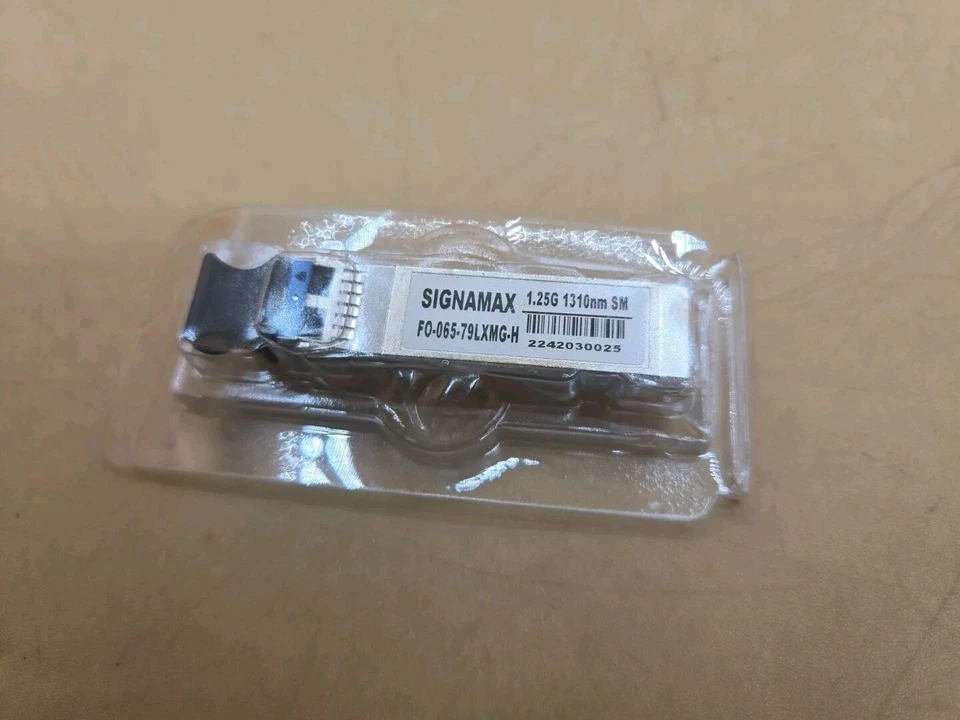 SIGNAMAX
FO-065-79LXMG-H
1.25G 1310nm SM
2242030025